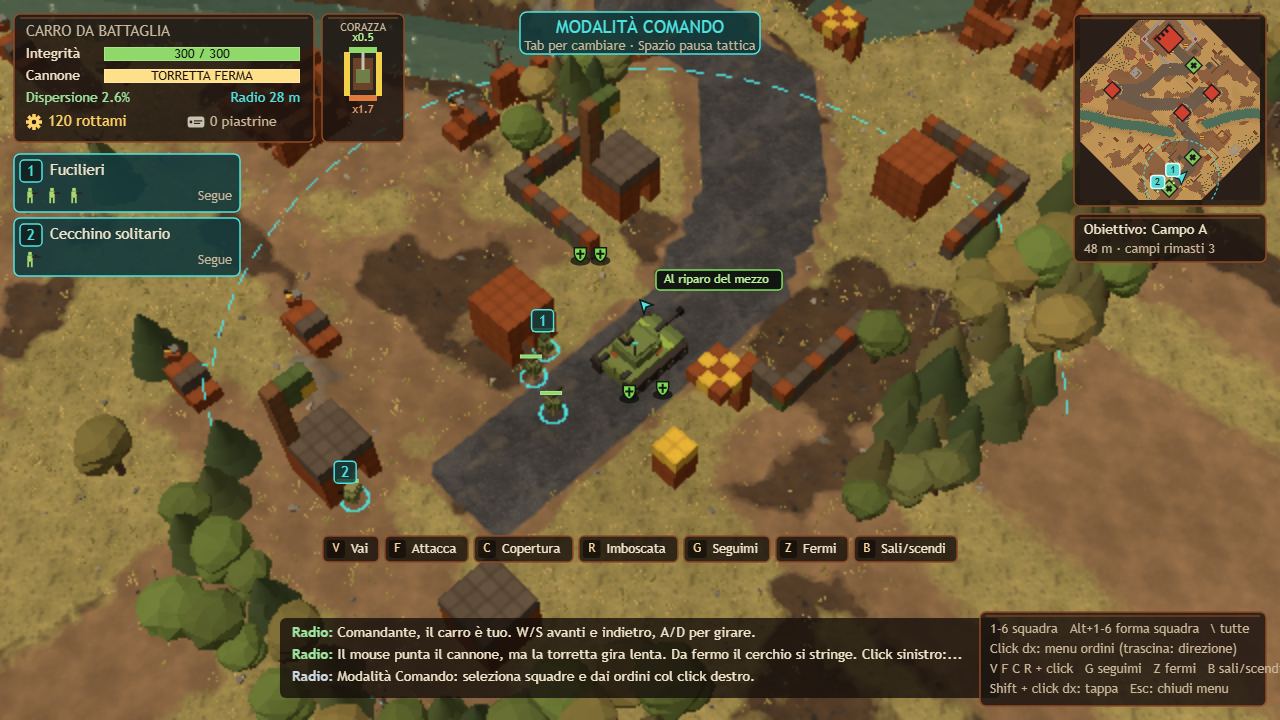 CARRO DA BATTAGLIA
Integrità 300 / 300
Cannone TORRETTA FERMA
Dispersione 2.6% Radio 28 m
120 rottami 0 piastrine
CORAZZA
x0.5
x1.7
MODALITÀ COMANDO
Tab per cambiare · Spazio pausa tattica
1 Fucilieri
Segue
2 Cecchino solitario
Segue
1
2
Obiettivo: Campo A
48 m · campi rimasti 3
Al riparo del mezzo
1
2
V Vai
F Attacca
C Copertura
R Imboscata
G Seguimi
Z Fermi
B Sali/scendi
Radio: Comandante, il carro è tuo. W/S avanti e indietro, A/D per girare.
Radio: Il mouse punta il cannone, ma la torretta gira lenta. Da fermo il cerchio si stringe. Click sinistro:...
Radio: Modalità Comando: seleziona squadre e dai ordini col click destro.
1-6 squadra Alt+1-6 forma squadra \ tutte
Click dx: menu ordini (trascina: direzione)
V F C R + click G seguimi Z fermi B sali/scend
Shift + click dx: tappa Esc: chiudi menu